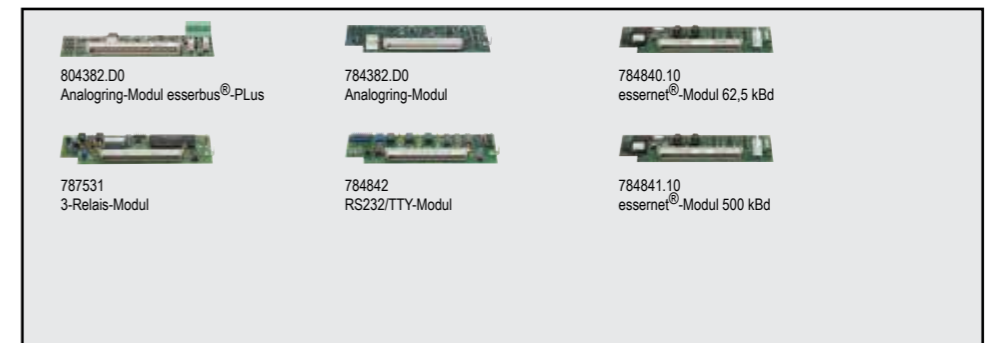 804382.D0
Analogring-Modul esserbus®-PLus
784382.D0
Analogring-Modul
784840.10
essernet®-Modul 62,5 kBd
787531
3-Relais-Modul
784842
RS232/TTY-Modul
784841.10
essernet®-Modul 500 kBd